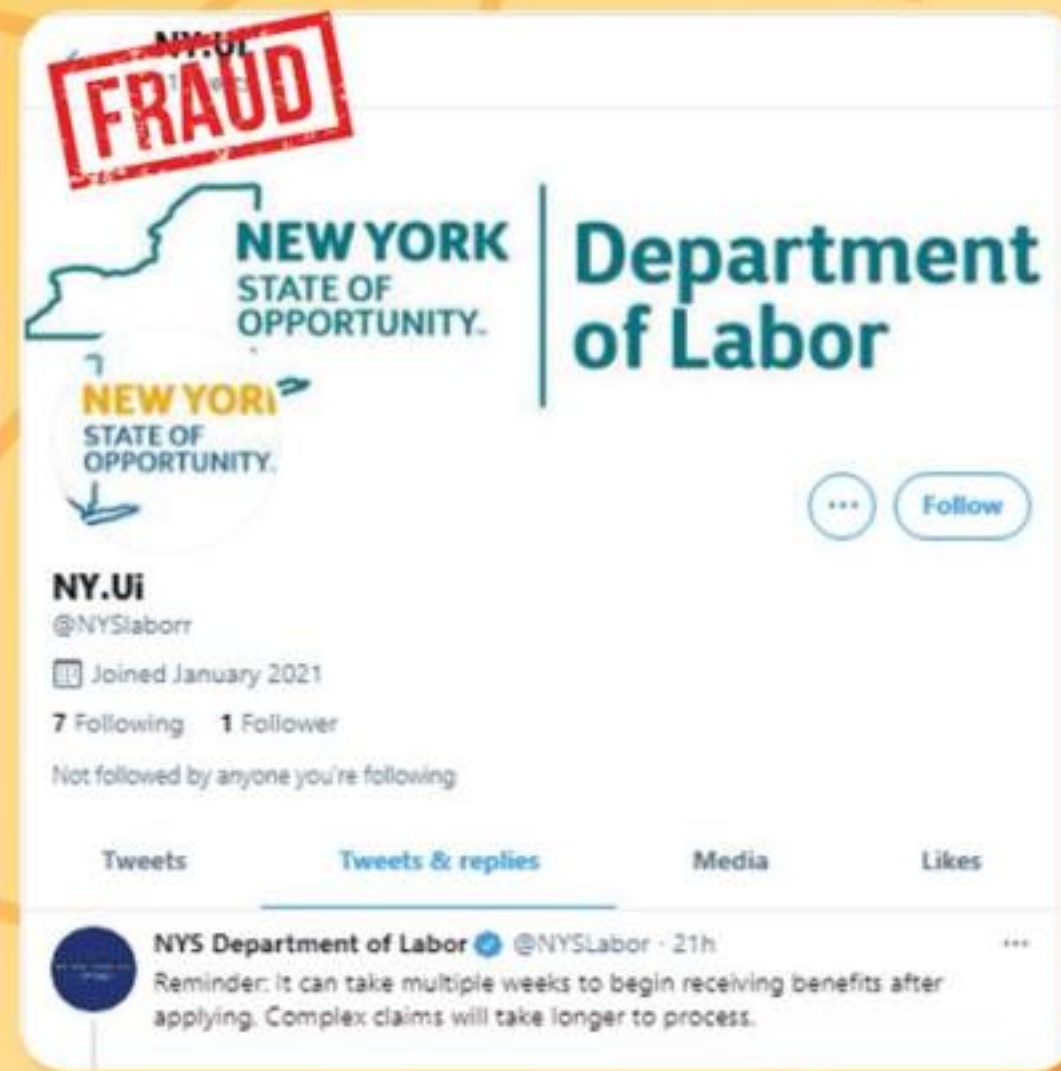 NY.Ui
FRAUD
NEW YORK
STATE OF
OPPORTUNITY.
Department
of Labor
NEW YOR
STATE OF
OPPORTUNITY.
Follow
NY.Ui
@NYSlaborr
Joined January 2021
7 Following 1 Follower
Not followed by anyone you're following
Tweets Tweets & replies Media Likes
NYS Department of Labor @NYSLabor · 21h
Reminder: It can take multiple weeks to begin receiving benefits after
applying. Complex claims will take longer to process.